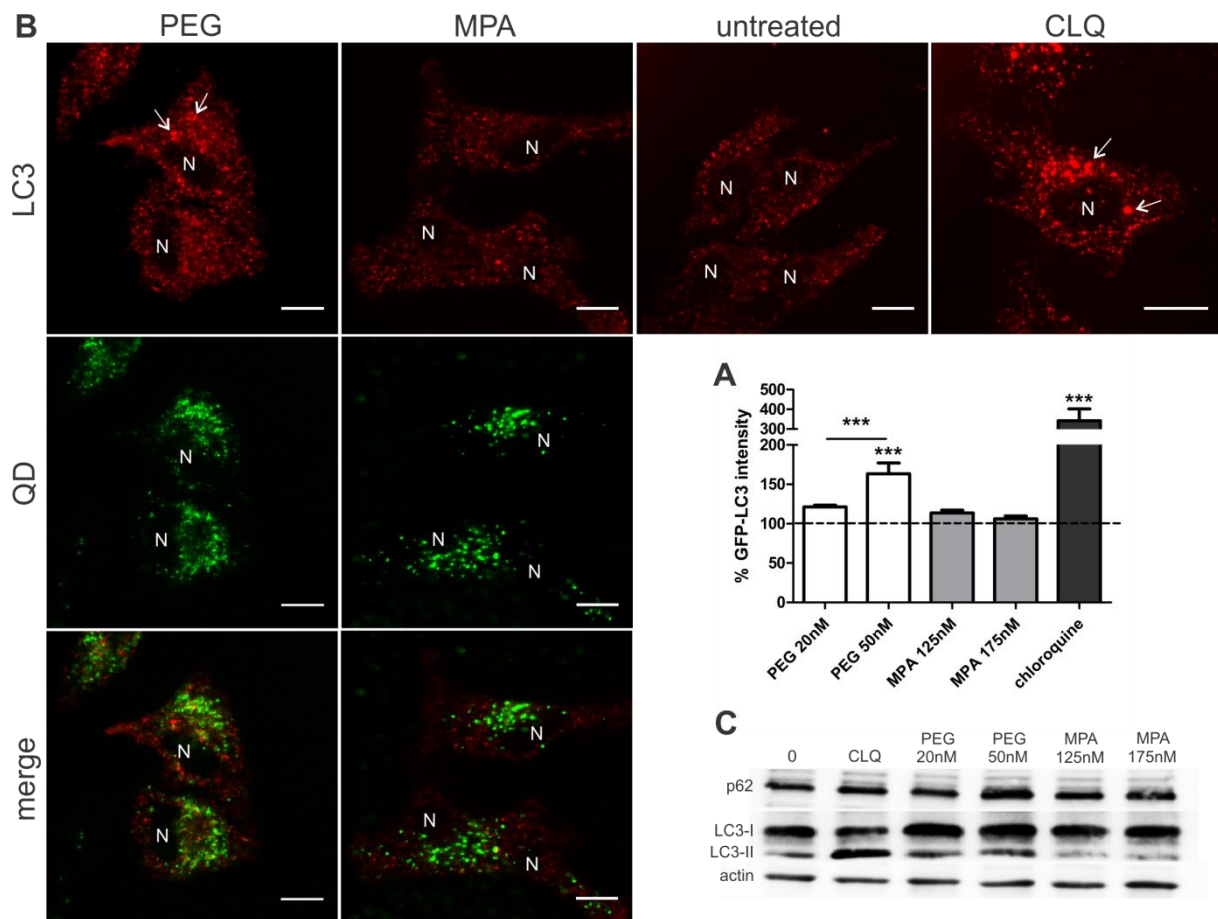 B
PEG MPA untreated CLQ
LC3
N N N N N N N N N
QD
N N N N N
merge
N N N N
A
% GFP-LC3 intensity
500
400
300
200
150
100
50
0
***
***
***
PEG 20nM
PEG 50nM
MPA 125nM
MPA 175nM
chloroquine
C
0 CLQ PEG 20nM PEG 50nM MPA 125nM MPA 175nM
p62
LC3-I
LC3-II
actin